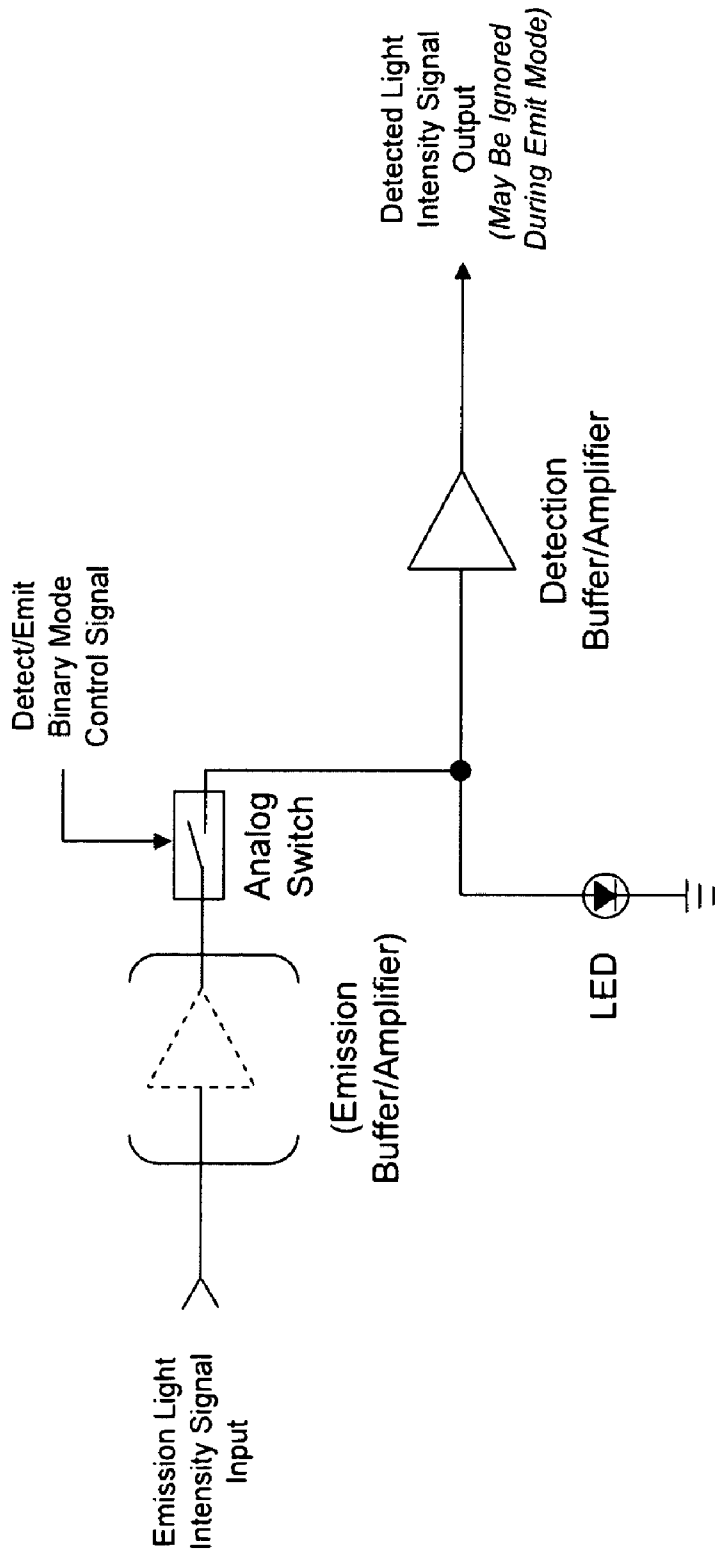 Emission Light
Intensity Signal
Input
(Emission
Buffer/Amplifier)
Detect/Emit
Binary Mode
Control Signal
Analog
Switch
LED
Detection
Buffer/Amplifier
Detected Light
Intensity Signal
Output
(May Be Ignored
During Emit Mode)